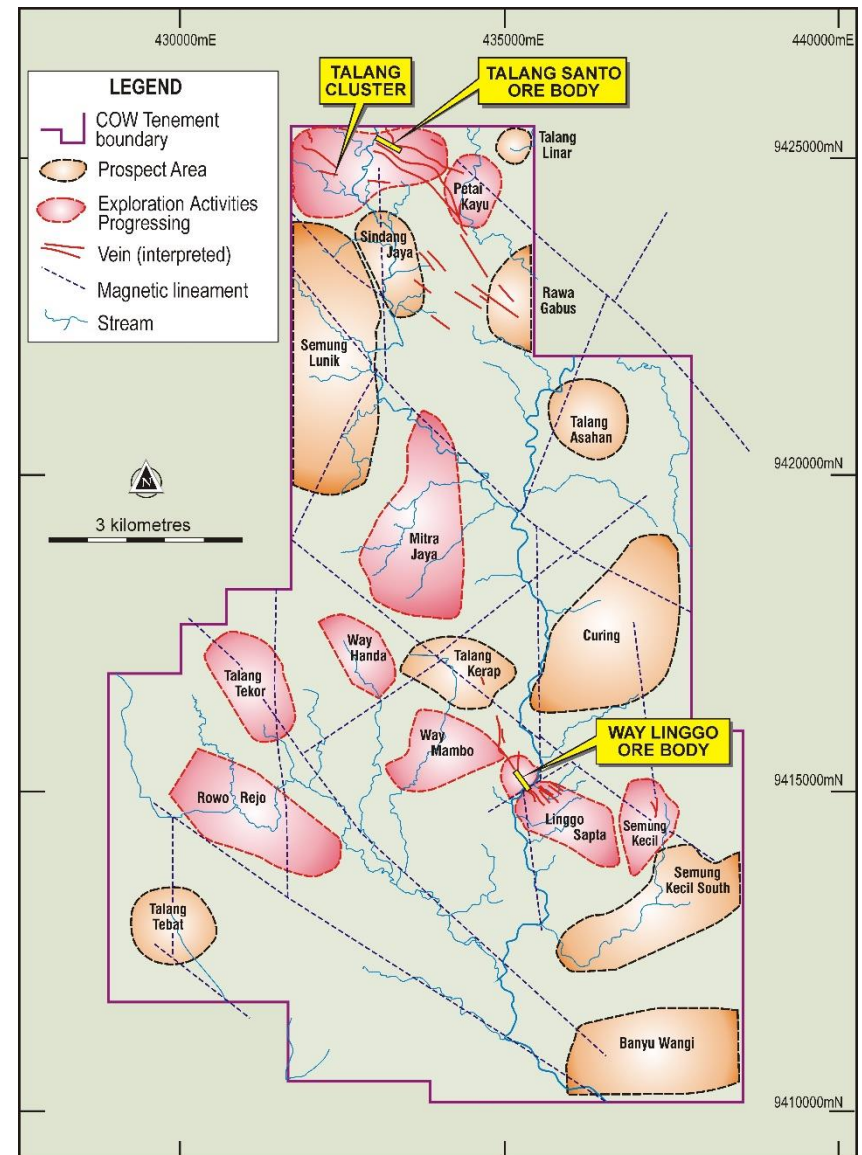 430000mE
435000mE
440000mE
LEGEND
COW Tenement
boundary
Prospect Area
Exploration Activities
Progressing
Vein (interpreted)
Magnetic lineament
Stream
TALANG
CLUSTER
TALANG SANTO
ORE BODY
Talang
Linar
9425000mN
Petai
Kayu
Sindang
Jaya
Rawa
Gabus
Semung
Lunik
Talang
Asahan
9420000mN
N
3 kilometres
Mitra
Jaya
Curing
Way
Handa
Talang
Kerap
Talang
Tekor
Way
Mambo
WAY LINGGO
ORE BODY
9415000mN
Rowo Rejo
Linggo
Sapta
Semung
Kecil
Semung
Kecil South
Talang
Tebat
Banyu Wangi
9410000mN